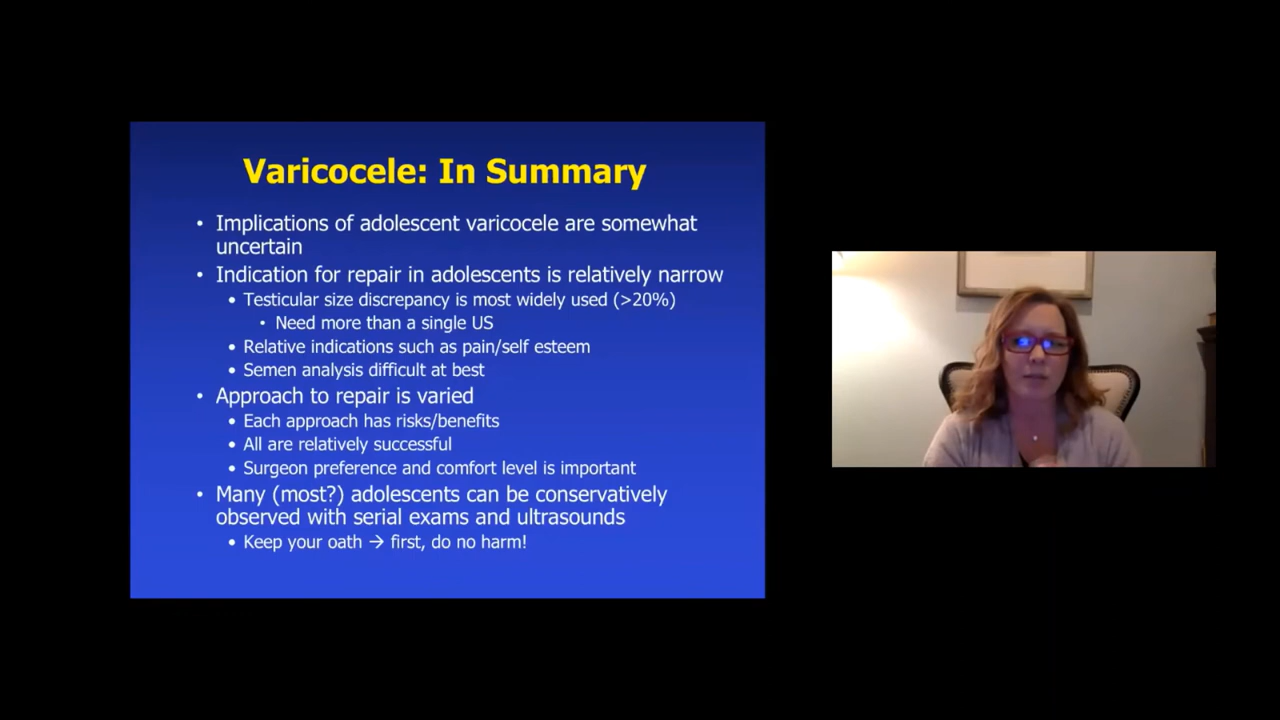 Varicocele: In Summary
• Implications of adolescent varicocele are somewhat
uncertain
• Indication for repair in adolescents is relatively narrow
• Testicular size discrepancy is most widely used (>20%)
• Need more than a single US
• Relative indications such as pain/self esteem
• Semen analysis difficult at best
• Approach to repair is varied
• Each approach has risks/benefits
• All are relatively successful
• Surgeon preference and comfort level is important
• Many (most?) adolescents can be conservatively
observed with serial exams and ultrasounds
• Keep your oath → first, do no harm!